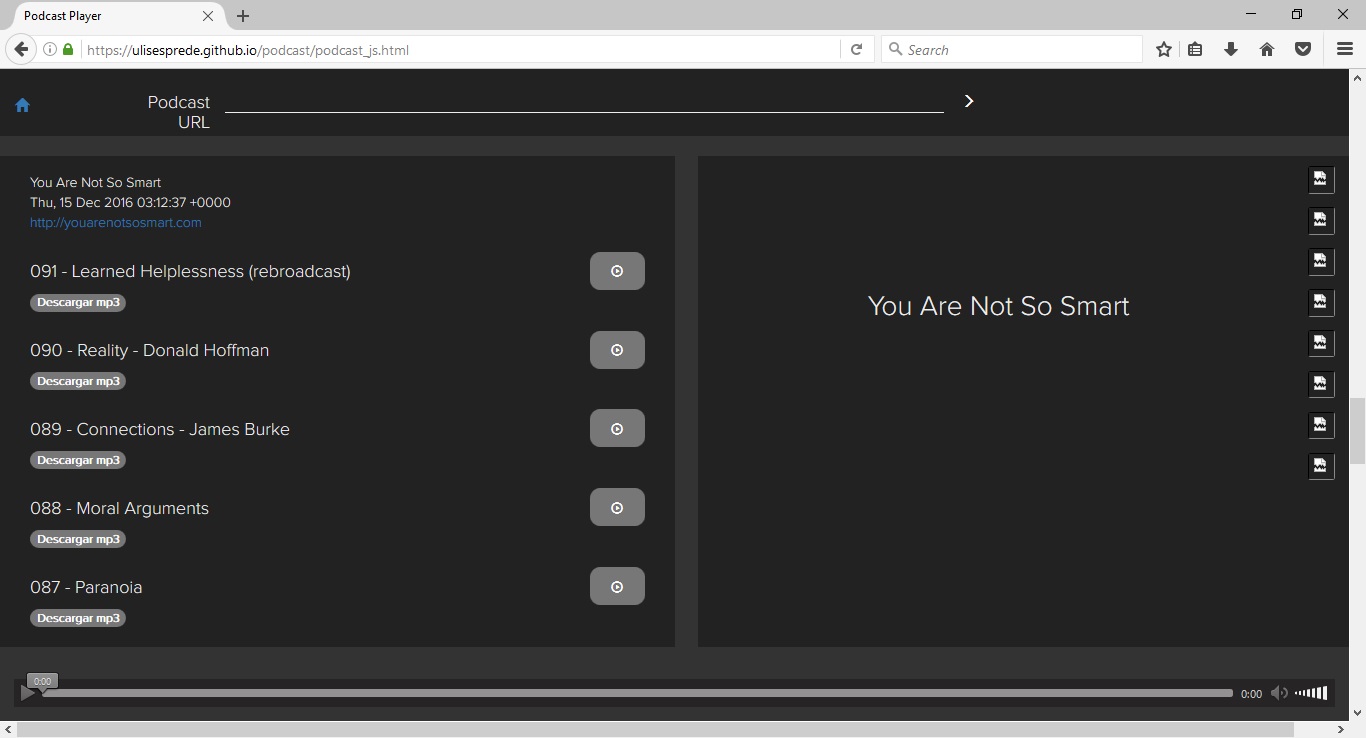 Podcast Player
https://ulisesprede.github.io/podcast/podcast_js.html
Search
Podcast
URL
You Are Not So Smart
Thu, 15 Dec 2016 03:12:37 +0000
http://youarenotsosmart.com
091 - Learned Helplessness (rebroadcast)
Descargar mp3
090 - Reality - Donald Hoffman
Descargar mp3
089 - Connections - James Burke
Descargar mp3
088 - Moral Arguments
Descargar mp3
087 - Paranoia
Descargar mp3
You Are Not So Smart
0:00
0:00